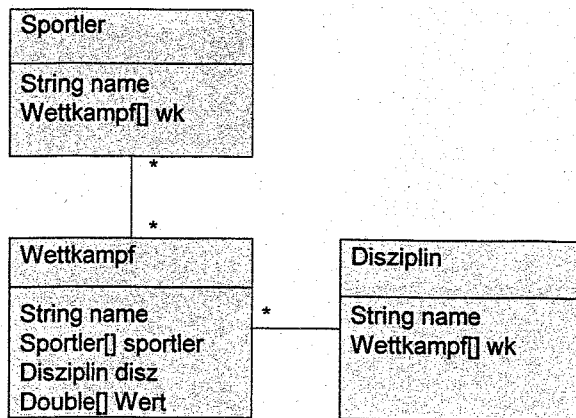 Sportler
String name
Wettkampf[] wk
*
*
Wettkampf
String name
Sportler[] sportler
Disziplin disz
Double[] Wert
*
Disziplin
String name
Wettkampf[] wk